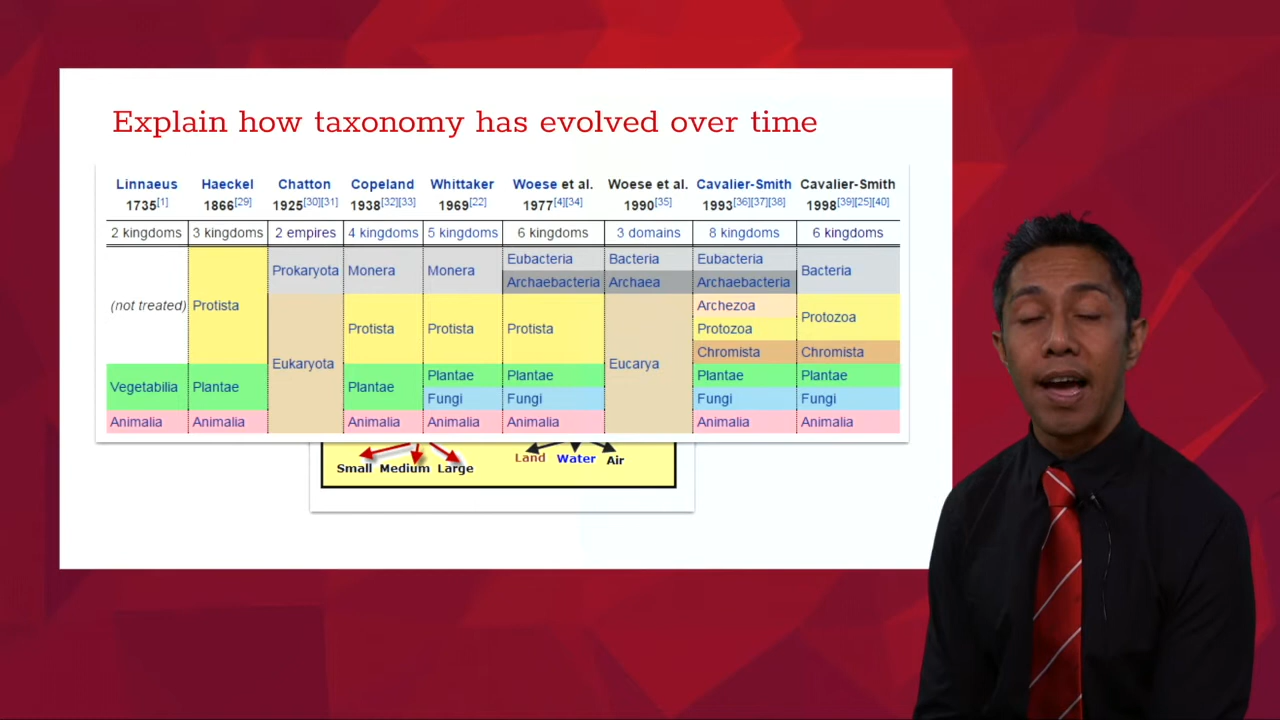 Explain how taxonomy has evolved over time
Linnaeus Haeckel Chatton Copeland Whittaker Woese et al. Woese et al. Cavalier-Smith Cavalier-Smith
1735[1] 1866[29] 1925[30][31] 1938[32][33] 1969[22] 1977[4][34] 1990[35] 1993[36][37][38] 1998[39][25][40]
2 kingdoms 3 kingdoms 2 empires 4 kingdoms 5 kingdoms 6 kingdoms 3 domains 8 kingdoms 6 kingdoms
Eubacteria Bacteria Eubacteria
Prokaryota Monera Monera Bacteria
Archaebacteria Archaea Archaebacteria
(not treated) Protista Archezoa
Protozoa
Protista Protista Protista Protozoa
Chromista Chromista
Eukaryota Eucarya
Plantae Plantae Plantae Plantae
Vegetabilia Plantae Plantae
Fungi Fungi Fungi Fungi
Animalia Animalia Animalia Animalia Animalia Animalia Animalia
Small Medium Large Land Water Air